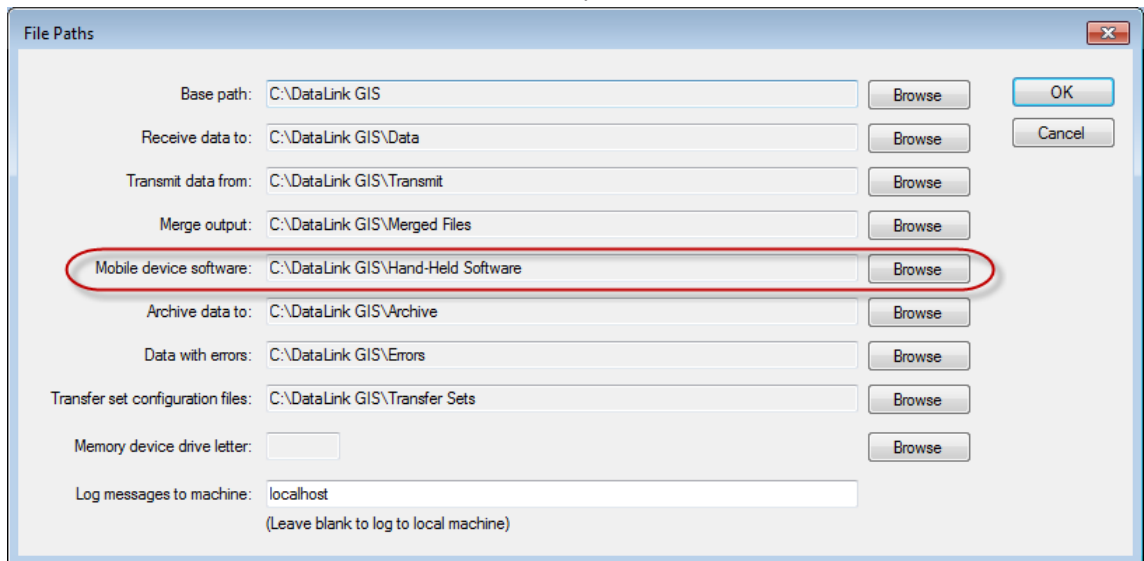 File Paths
Base path: C:\DataLink GIS Browse OK
Receive data to: C:\DataLink GIS\Data Browse Cancel
Transmit data from: C:\DataLink GIS\Transmit Browse
Merge output: C:\DataLink GIS\Merged Files Browse
Mobile device software: C:\DataLink GIS\Hand-Held Software Browse
Archive data to: C:\DataLink GIS\Archive Browse
Data with errors: C:\DataLink GIS\Errors Browse
Transfer set configuration files: C:\DataLink GIS\Transfer Sets Browse
Memory device drive letter: Browse
Log messages to machine: localhost
(Leave blank to log to local machine)